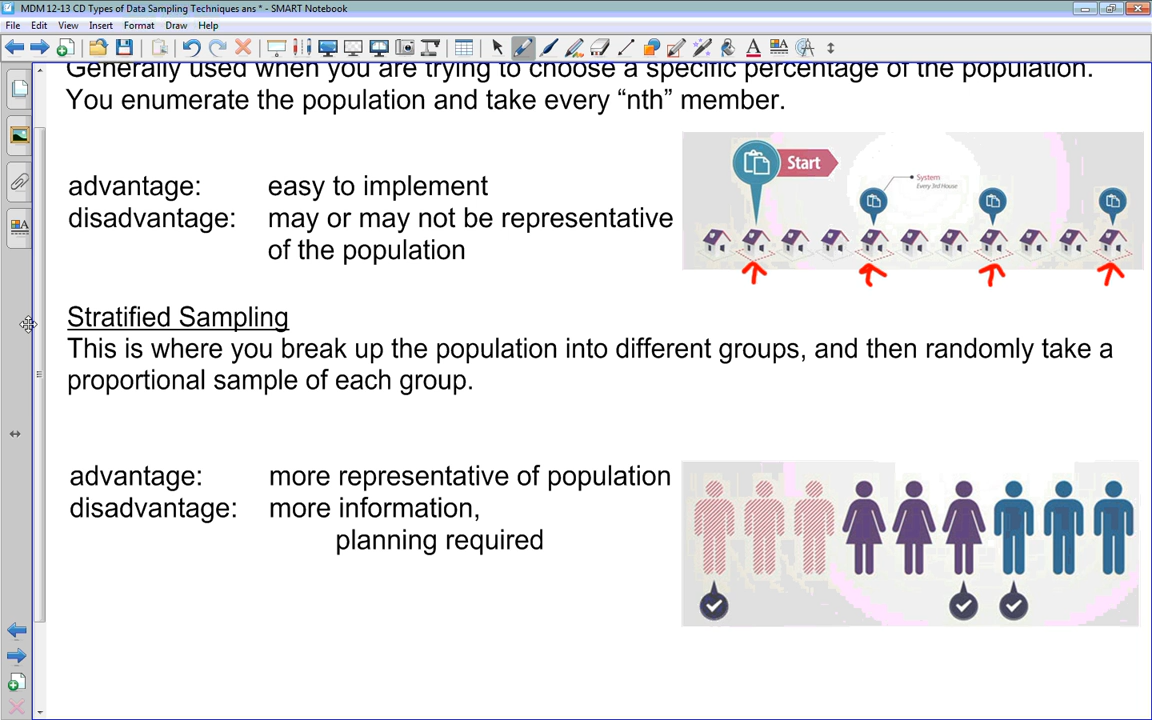 MDM 12-13 CD Types of Data Sampling Techniques ans * - SMART Notebook
File Edit View Insert Format Draw Help
Generally used when you are trying to choose a specific percentage of the population.
You enumerate the population and take every “nth” member.
Start
System
Every 3rd House
advantage: easy to implement
disadvantage: may or may not be representative
of the population
Stratified Sampling
This is where you break up the population into different groups, and then randomly take a
proportional sample of each group.
advantage: more representative of population
disadvantage: more information,
planning required